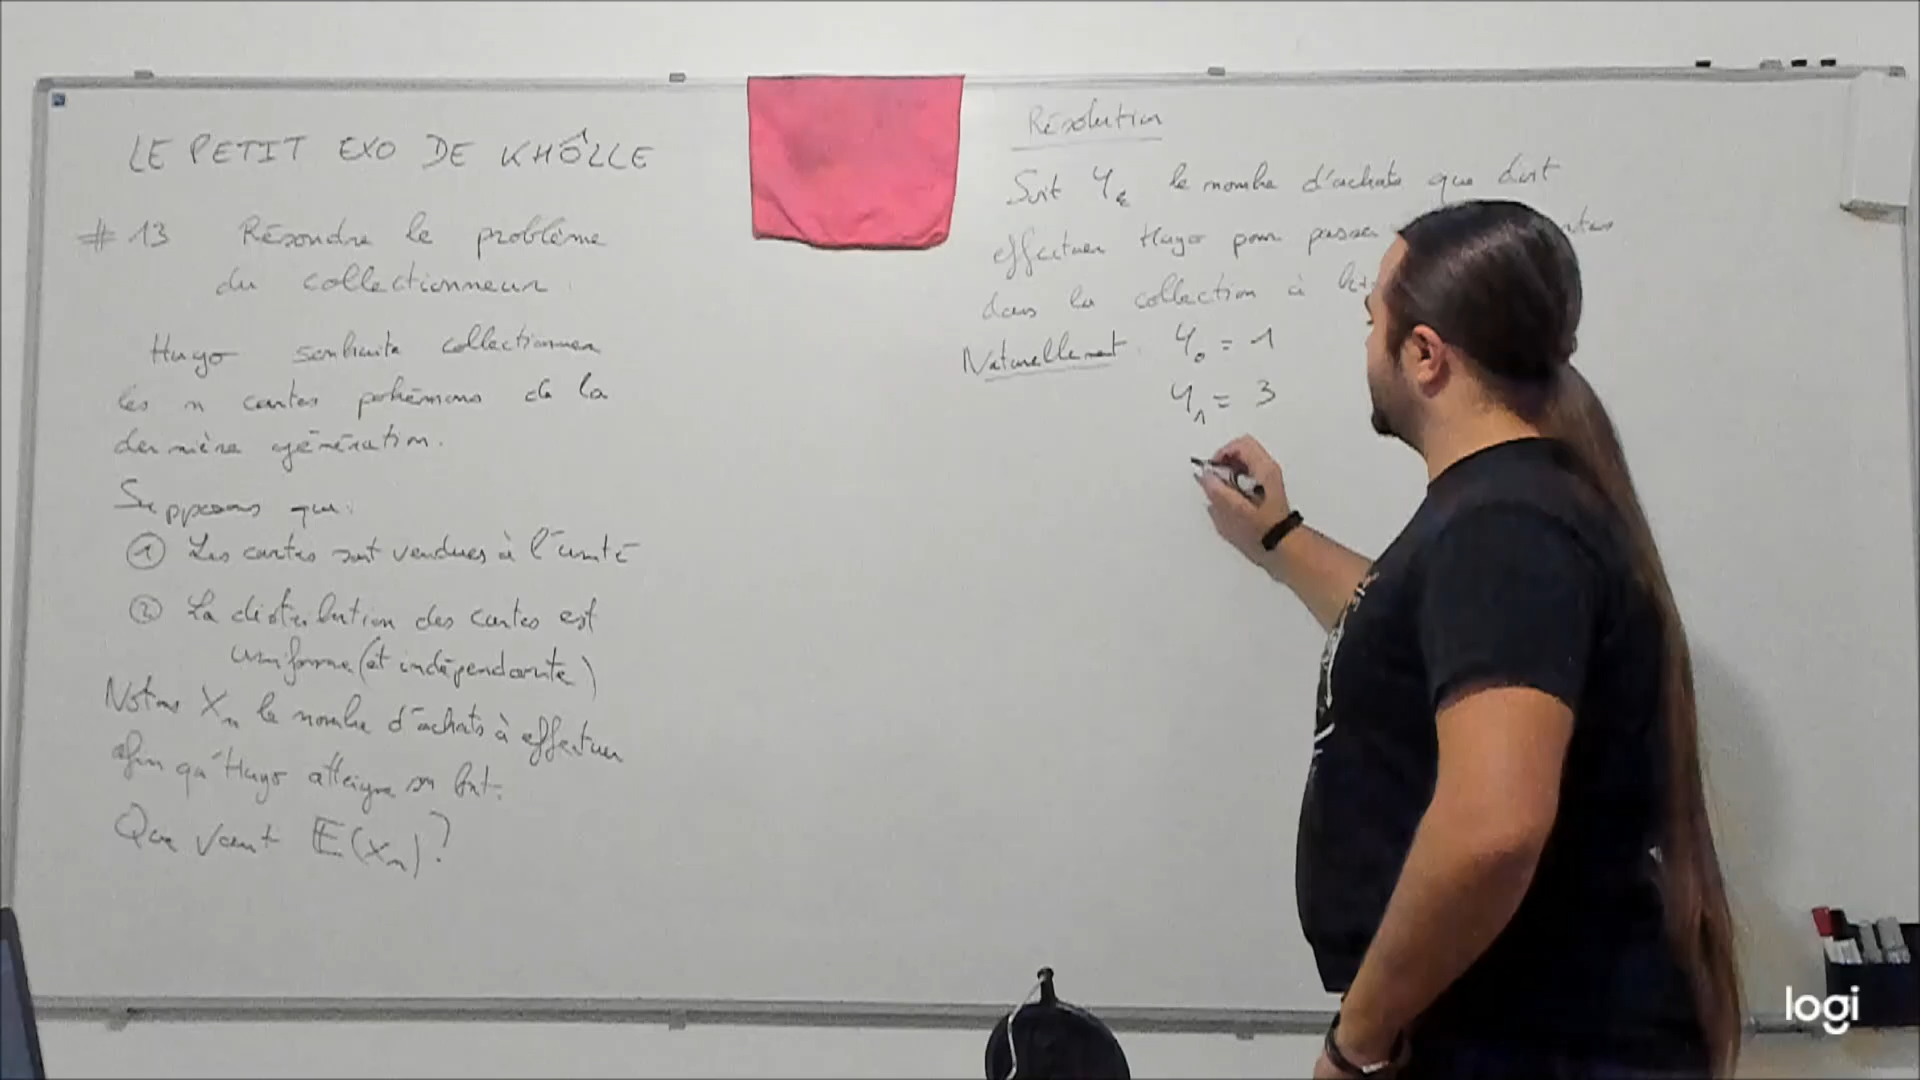 LE PETIT EXO DE KHÔLLE
# 13 Résoudre le problème
du collectionneur.
Hugo souhaite collectionner
les n cartes pokémons de la
dernière génération.
Supposons que:
① Les cartes sont vendues à l'unité
② La distribution des cartes est
uniforme (et indépendante)
Notons Xn le nombre d'achats à effectuer
afin qu'Hugo atteigne son but.
Que vaut E(Xn)?
Résolution
Soit Yk le nombre d'achats que doit
effectuer Hugo pour passer
dans la collection à
Naturellement: Y0 = 1
Y1 = 3
logi